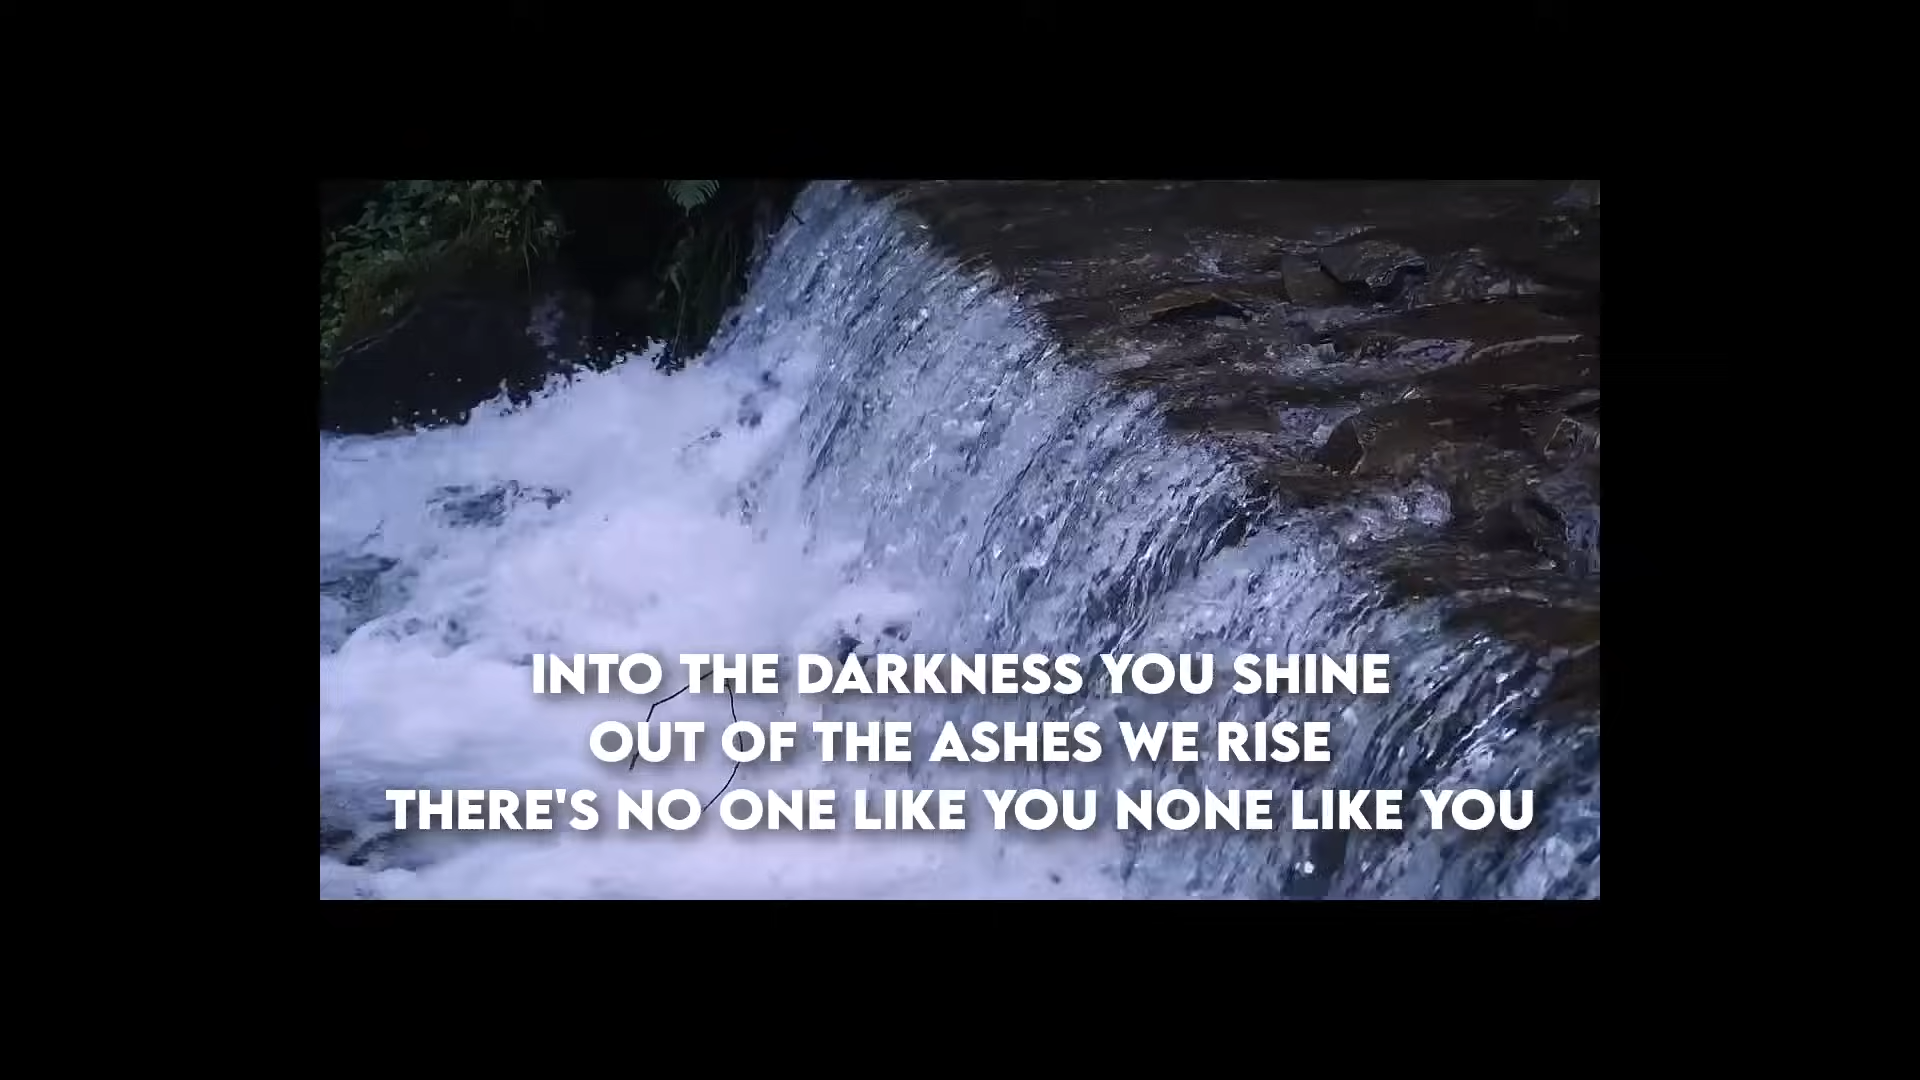 INTO THE DARKNESS YOU SHINE
OUT OF THE ASHES WE RISE
THERE'S NO ONE LIKE YOU NONE LIKE YOU